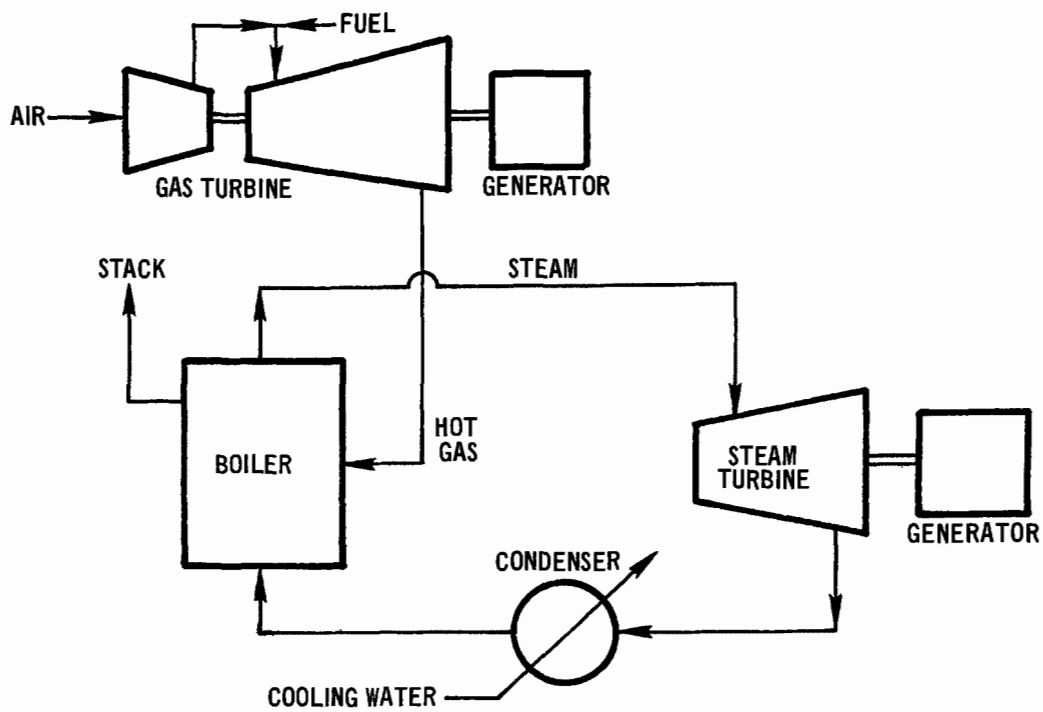 FUEL
AIR
GAS TURBINE
GENERATOR
STACK
STEAM
HOT
GAS
BOILER
STEAM
TURBINE
GENERATOR
CONDENSER
COOLING WATER